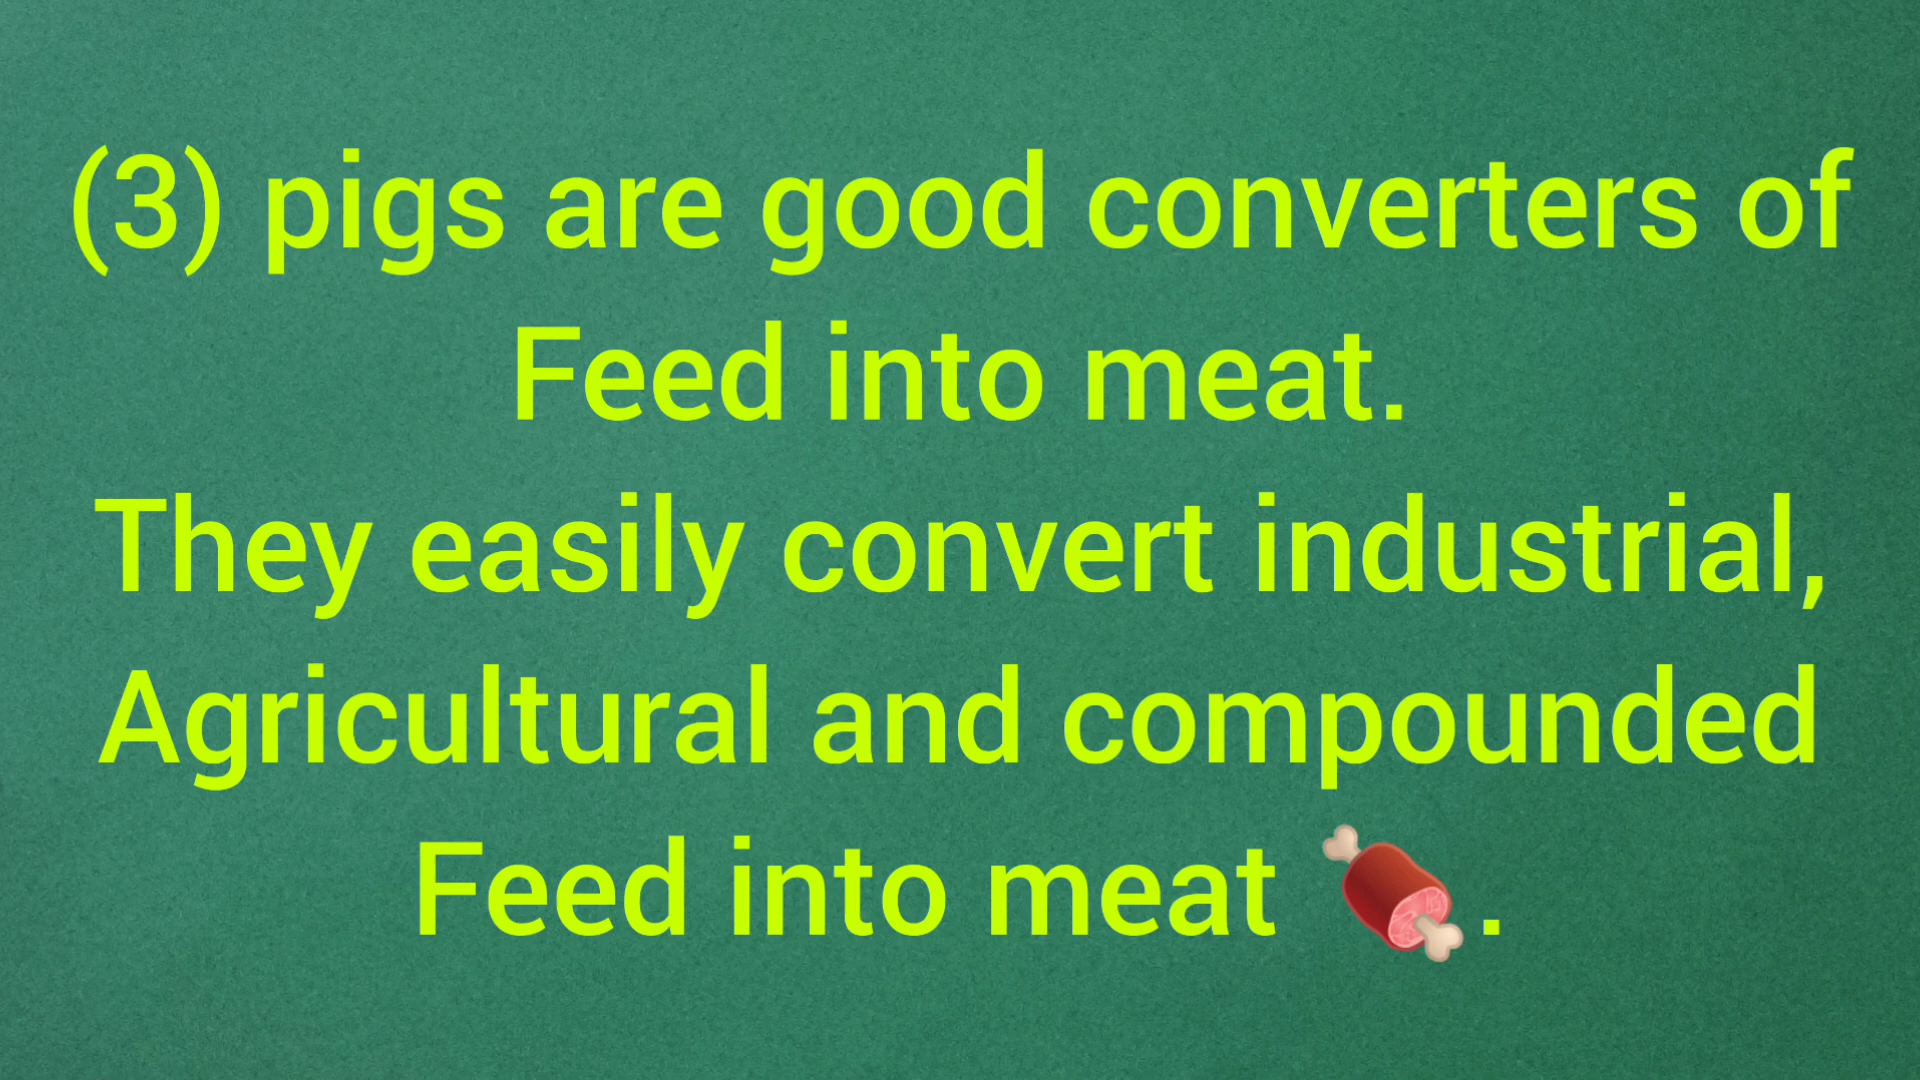 (3) pigs are good converters of
Feed into meat.
They easily convert industrial,
Agricultural and compounded
Feed into meat 🍖.